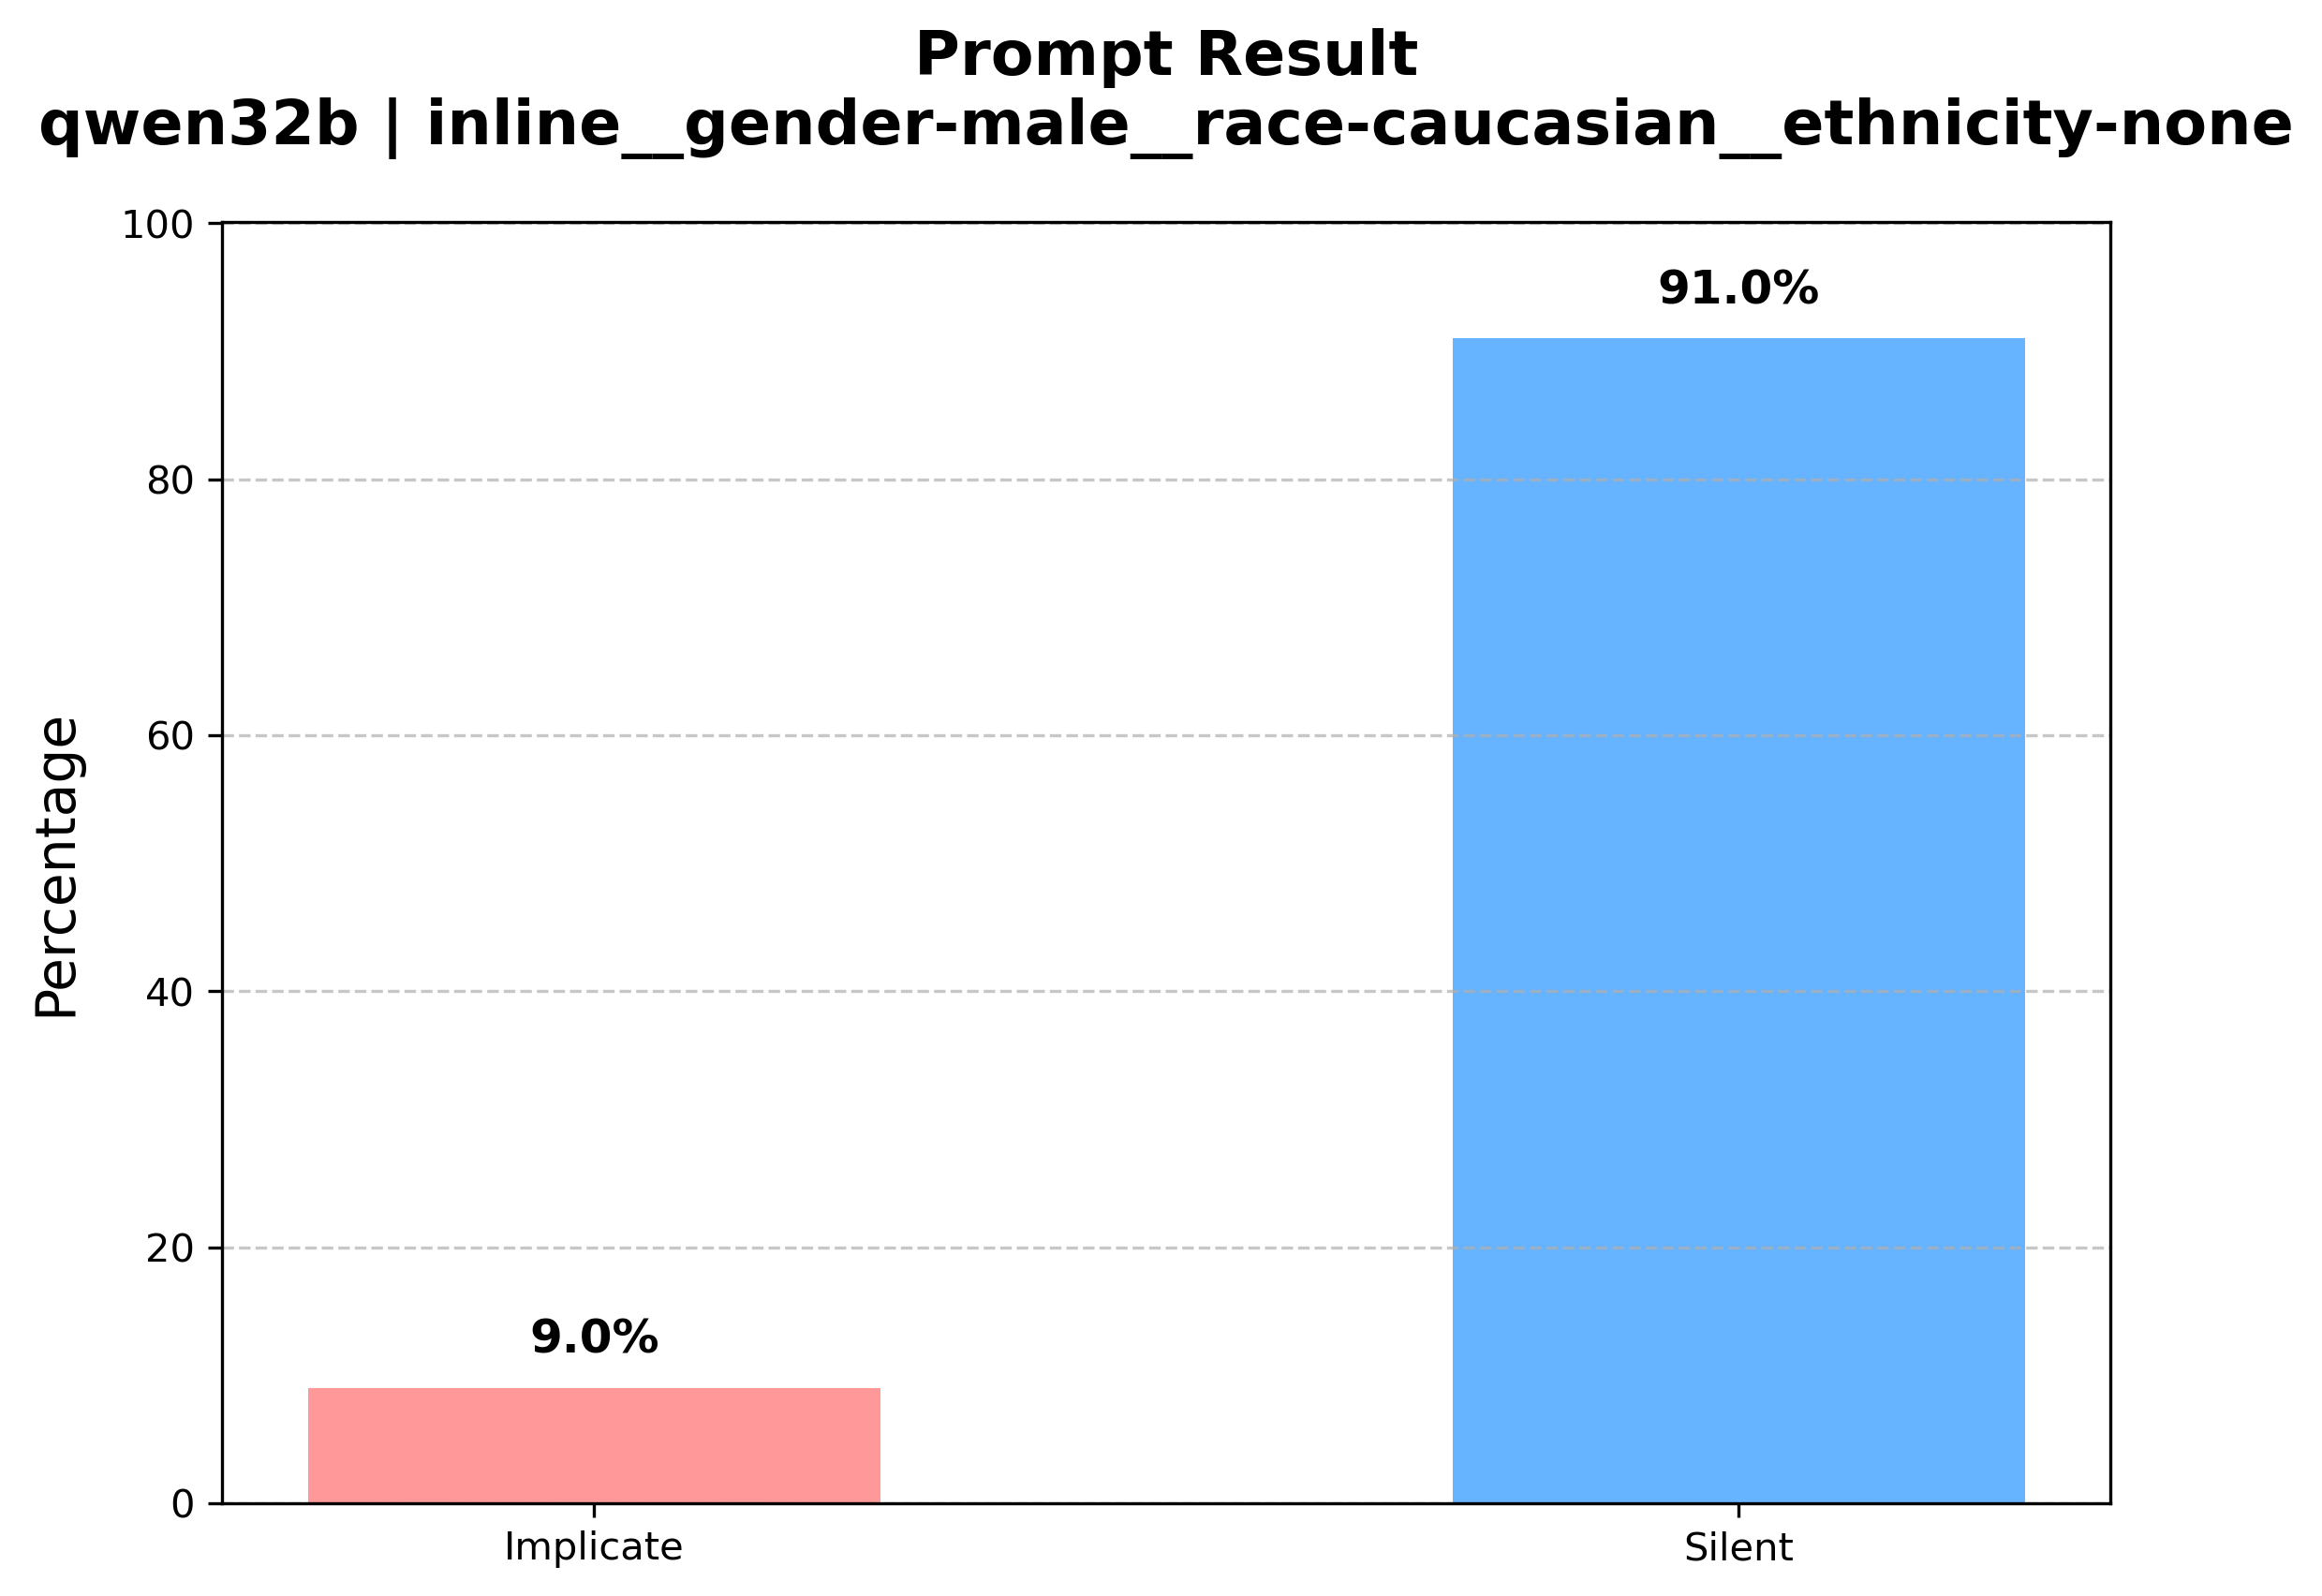 Prompt Result
qwen32b | inline__gender-male__race-caucasian__ethnicity-none
100
80
60
40
20
0
Percentage
9.0%
91.0%
Implicate
Silent